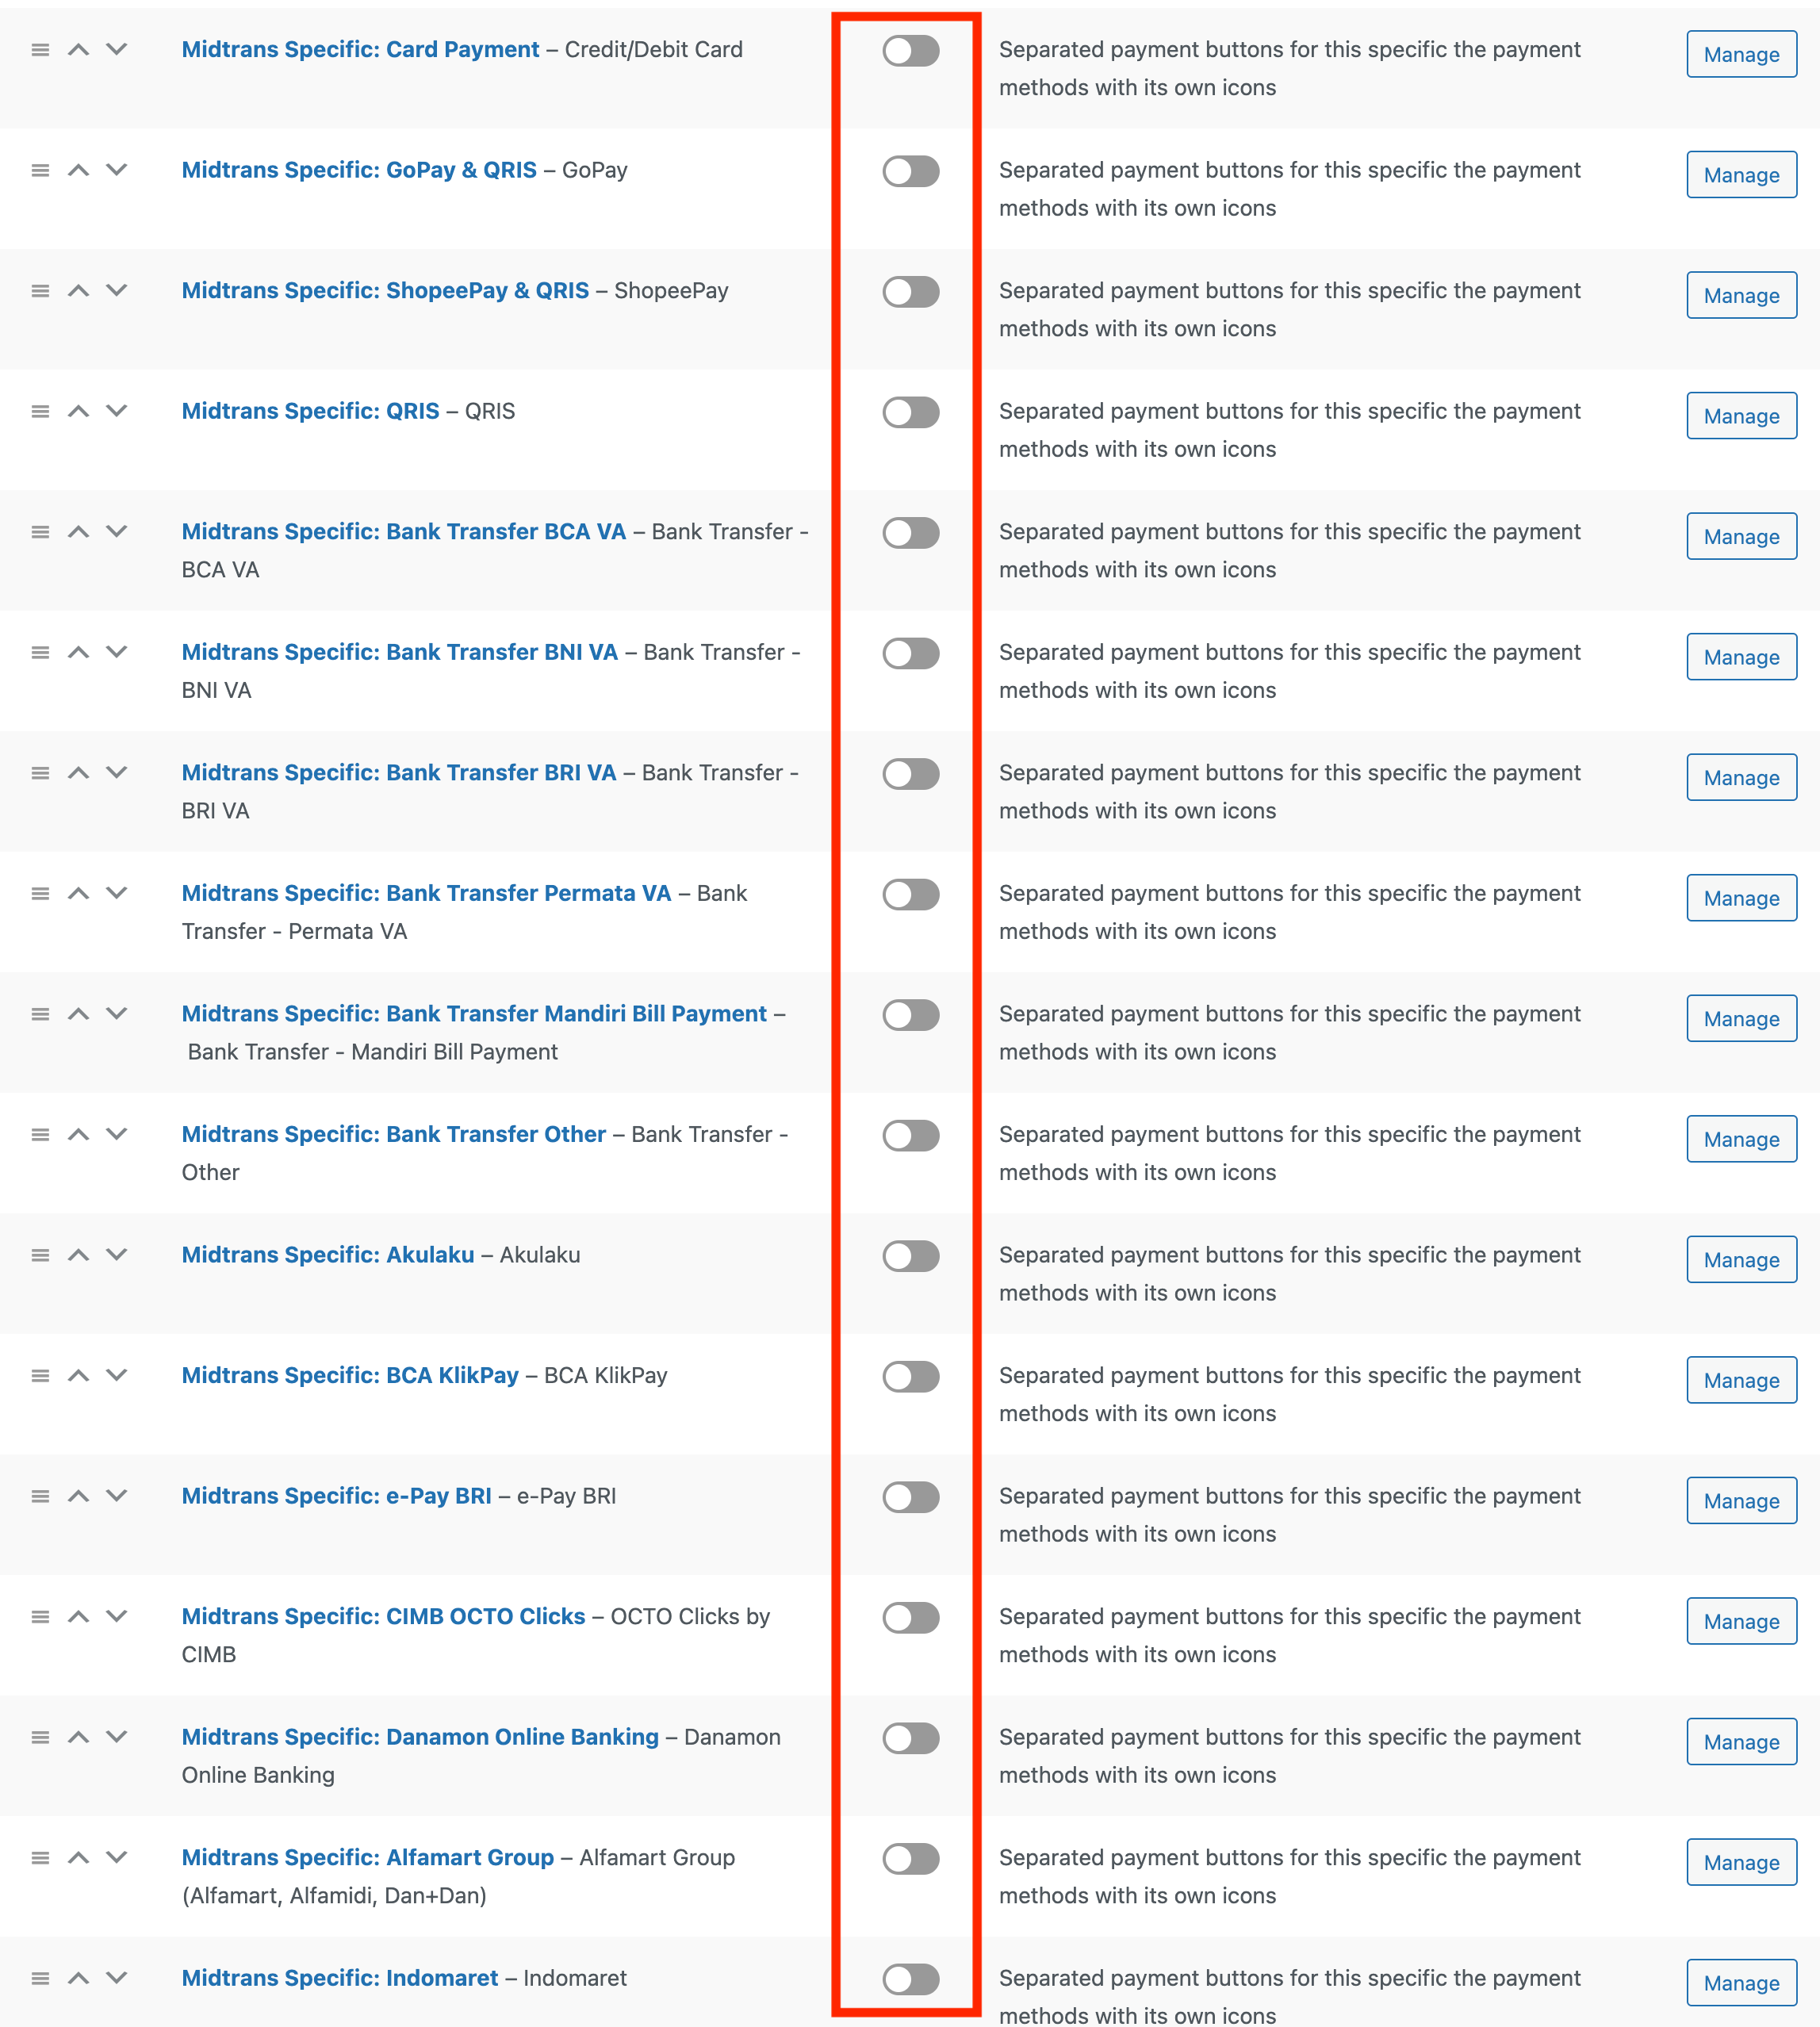 Midtrans Specific: Card Payment – Credit/Debit Card
Separated payment buttons for this specific the payment
methods with its own icons
Manage
Midtrans Specific: GoPay & QRIS – GoPay
Separated payment buttons for this specific the payment
methods with its own icons
Manage
Midtrans Specific: ShopeePay & QRIS – ShopeePay
Separated payment buttons for this specific the payment
methods with its own icons
Manage
Midtrans Specific: QRIS – QRIS
Separated payment buttons for this specific the payment
methods with its own icons
Manage
Midtrans Specific: Bank Transfer BCA VA – Bank Transfer -
BCA VA
Separated payment buttons for this specific the payment
methods with its own icons
Manage
Midtrans Specific: Bank Transfer BNI VA – Bank Transfer -
BNI VA
Separated payment buttons for this specific the payment
methods with its own icons
Manage
Midtrans Specific: Bank Transfer BRI VA – Bank Transfer -
BRI VA
Separated payment buttons for this specific the payment
methods with its own icons
Manage
Midtrans Specific: Bank Transfer Permata VA – Bank
Transfer - Permata VA
Separated payment buttons for this specific the payment
methods with its own icons
Manage
Midtrans Specific: Bank Transfer Mandiri Bill Payment –
Bank Transfer - Mandiri Bill Payment
Separated payment buttons for this specific the payment
methods with its own icons
Manage
Midtrans Specific: Bank Transfer Other – Bank Transfer -
Other
Separated payment buttons for this specific the payment
methods with its own icons
Manage
Midtrans Specific: Akulaku – Akulaku
Separated payment buttons for this specific the payment
methods with its own icons
Manage
Midtrans Specific: BCA KlikPay – BCA KlikPay
Separated payment buttons for this specific the payment
methods with its own icons
Manage
Midtrans Specific: e-Pay BRI – e-Pay BRI
Separated payment buttons for this specific the payment
methods with its own icons
Manage
Midtrans Specific: CIMB OCTO Clicks – OCTO Clicks by
CIMB
Separated payment buttons for this specific the payment
methods with its own icons
Manage
Midtrans Specific: Danamon Online Banking – Danamon
Online Banking
Separated payment buttons for this specific the payment
methods with its own icons
Manage
Midtrans Specific: Alfamart Group – Alfamart Group
(Alfamart, Alfamidi, Dan+Dan)
Separated payment buttons for this specific the payment
methods with its own icons
Manage
Midtrans Specific: Indomaret – Indomaret
Separated payment buttons for this specific the payment
methods with its own icons
Manage